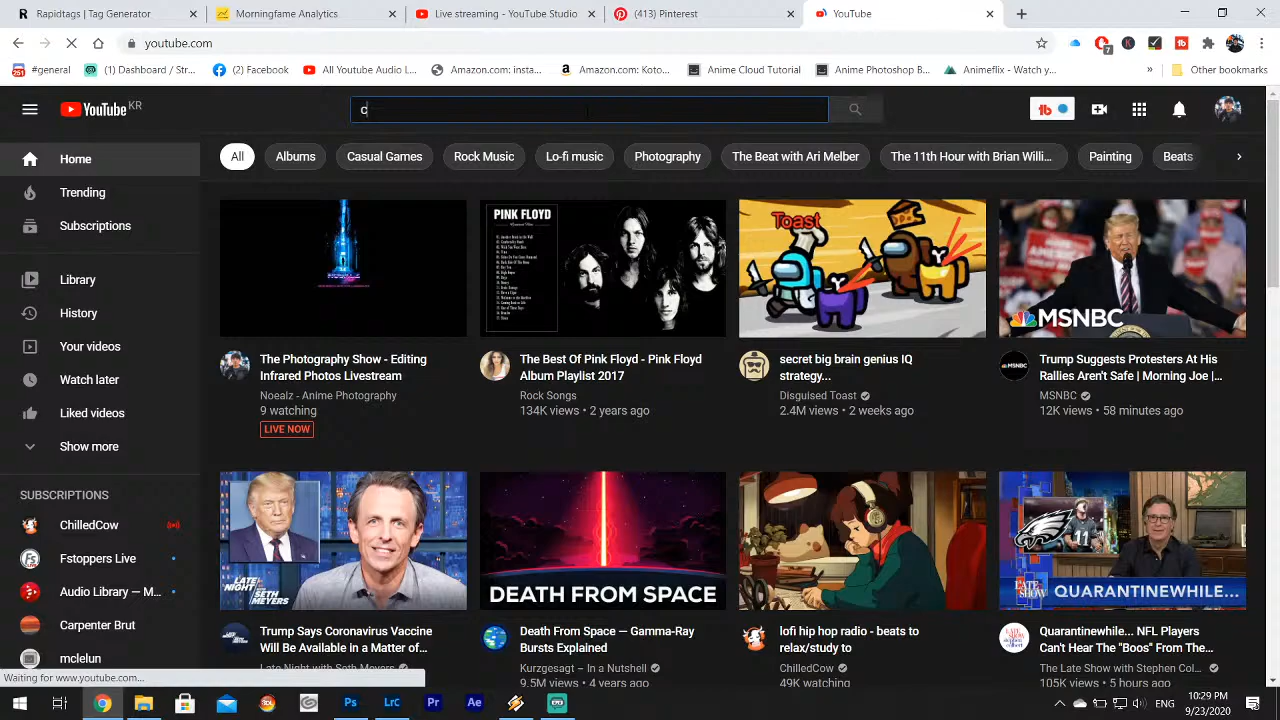 Rapidtags | Tag Generator
Morningfame Analytics
Live streaming - YouTube Studio
(413) Pinterest
YouTube
youtube.com
7
251
#general
(1) Dashboard / Str...
(2) Facebook
All Youtube Audio L...
.com: insta...
Amazon.com: Koto...
Anime Cloud Tutorial
Anime Photoshop B...
Animeflix - Watch y...
»
Other bookmarks
YouTube KR
c
All
Albums
Casual Games
Rock Music
Lo-fi music
Photography
The Beat with Ari Melber
The 11th Hour with Brian Willi...
Painting
Beats
Home
Trending
Subscriptions
Library
History
Your videos
Watch later
Liked videos
Show more
SUBSCRIPTIONS
ChilledCow
Fstoppers Live
Audio Library — M...
Carpenter Brut
mclelun
PINK FLOYD
Toast
MSNBC
The Photography Show - Editing
Infrared Photos Livestream
Noealz - Anime Photography
9 watching
LIVE NOW
The Best Of Pink Floyd - Pink Floyd
Album Playlist 2017
Rock Songs
134K views • 2 years ago
secret big brain genius IQ
strategy...
Disguised Toast
2.4M views • 2 weeks ago
Trump Suggests Protesters At His
Rallies Aren't Safe | Morning Joe |...
MSNBC
12K views • 58 minutes ago
LATE
NIGHT
WITH
SETH
MEYERS
DEATH FROM SPACE
LATE
SHOW
QUARANTINEWHILE...
Trump Says Coronavirus Vaccine
Will Be Available in a Matter of...
Late Night with Seth Meyers
Death From Space — Gamma-Ray
Bursts Explained
Kurzgesagt – In a Nutshell
9.5M views • 4 years ago
lofi hip hop radio - beats to
relax/study to
ChilledCow
49K watching
Quarantinewhile... NFL Players
Can't Hear The "Boos" From The...
The Late Show with Stephen Col...
105K views • 5 hours ago
Waiting for www.youtube.com...
Ps
Lrc
Pr
Ae
ENG
10:29 PM
9/23/2020